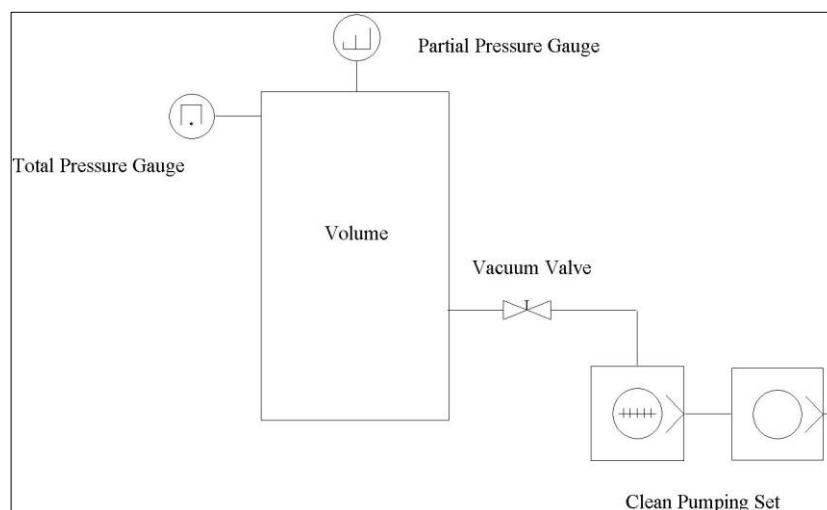 Partial Pressure Gauge
Total Pressure Gauge
Volume
Vacuum Valve
Clean Pumping Set